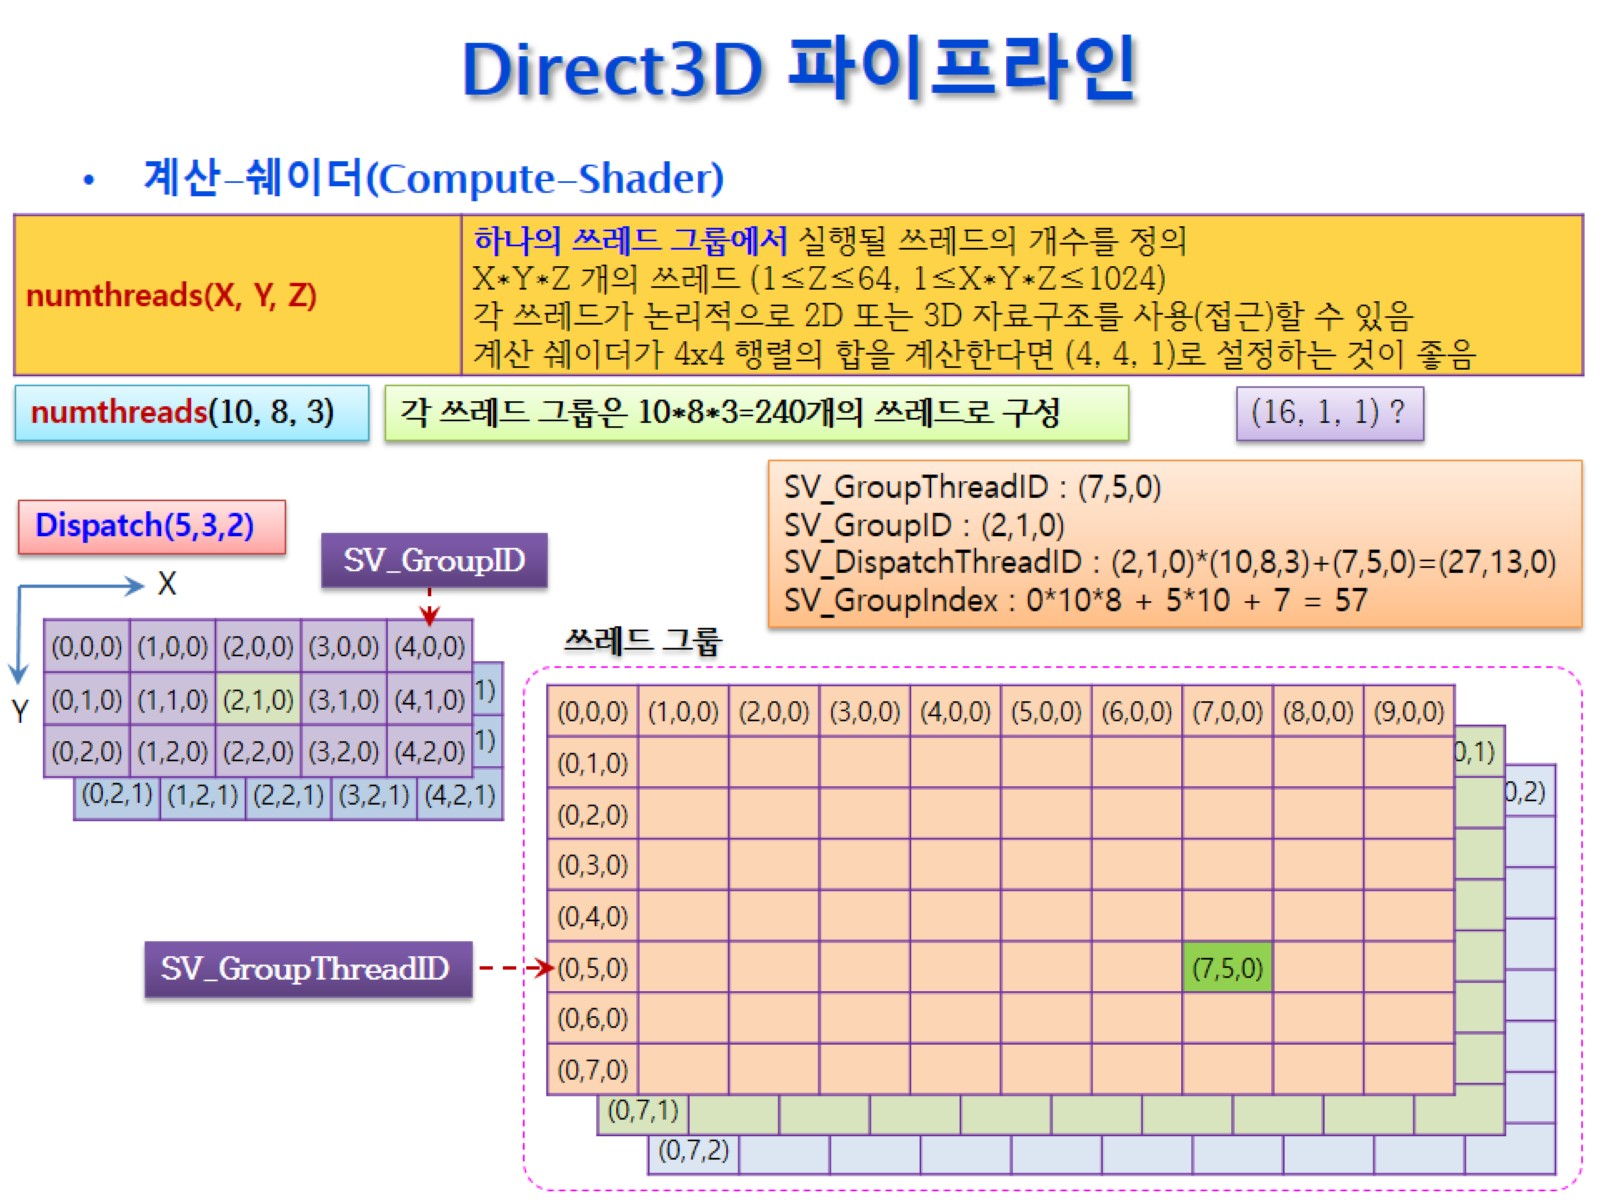 Direct3D 파이프라인
• 계산-쉐이더(Compute-Shader)
numthreads(X, Y, Z)
하나의 쓰레드 그룹에서 실행될 쓰레드의 개수를 정의
X*Y*Z 개의 쓰레드 (1≤Z≤64, 1≤X*Y*Z≤1024)
각 쓰레드가 논리적으로 2D 또는 3D 자료구조를 사용(접근)할 수 있음
계산 쉐이더가 4x4 행렬의 합을 계산한다면 (4, 4, 1)로 설정하는 것이 좋음
numthreads(10, 8, 3)
각 쓰레드 그룹은 10*8*3=240개의 쓰레드로 구성
(16, 1, 1) ?
SV_GroupThreadID : (7,5,0)
SV_GroupID : (2,1,0)
SV_DispatchThreadID : (2,1,0)*(10,8,3)+(7,5,0)=(27,13,0)
SV_GroupIndex : 0*10*8 + 5*10 + 7 = 57
Dispatch(5,3,2)
SV_GroupID
X
Y
(0,0,0) (1,0,0) (2,0,0) (3,0,0) (4,0,0)
(0,1,0) (1,1,0) (2,1,0) (3,1,0) (4,1,0) 1)
(0,2,0) (1,2,0) (2,2,0) (3,2,0) (4,2,0) 1)
(0,2,1) (1,2,1) (2,2,1) (3,2,1) (4,2,1)
쓰레드 그룹
(0,0,0) (1,0,0) (2,0,0) (3,0,0) (4,0,0) (5,0,0) (6,0,0) (7,0,0) (8,0,0) (9,0,0)
0,1)
(0,1,0)
0,2)
(0,2,0)
(0,3,0)
(0,4,0)
SV_GroupThreadID
(0,5,0) (7,5,0)
(0,6,0)
(0,7,0)
(0,7,1)
(0,7,2)